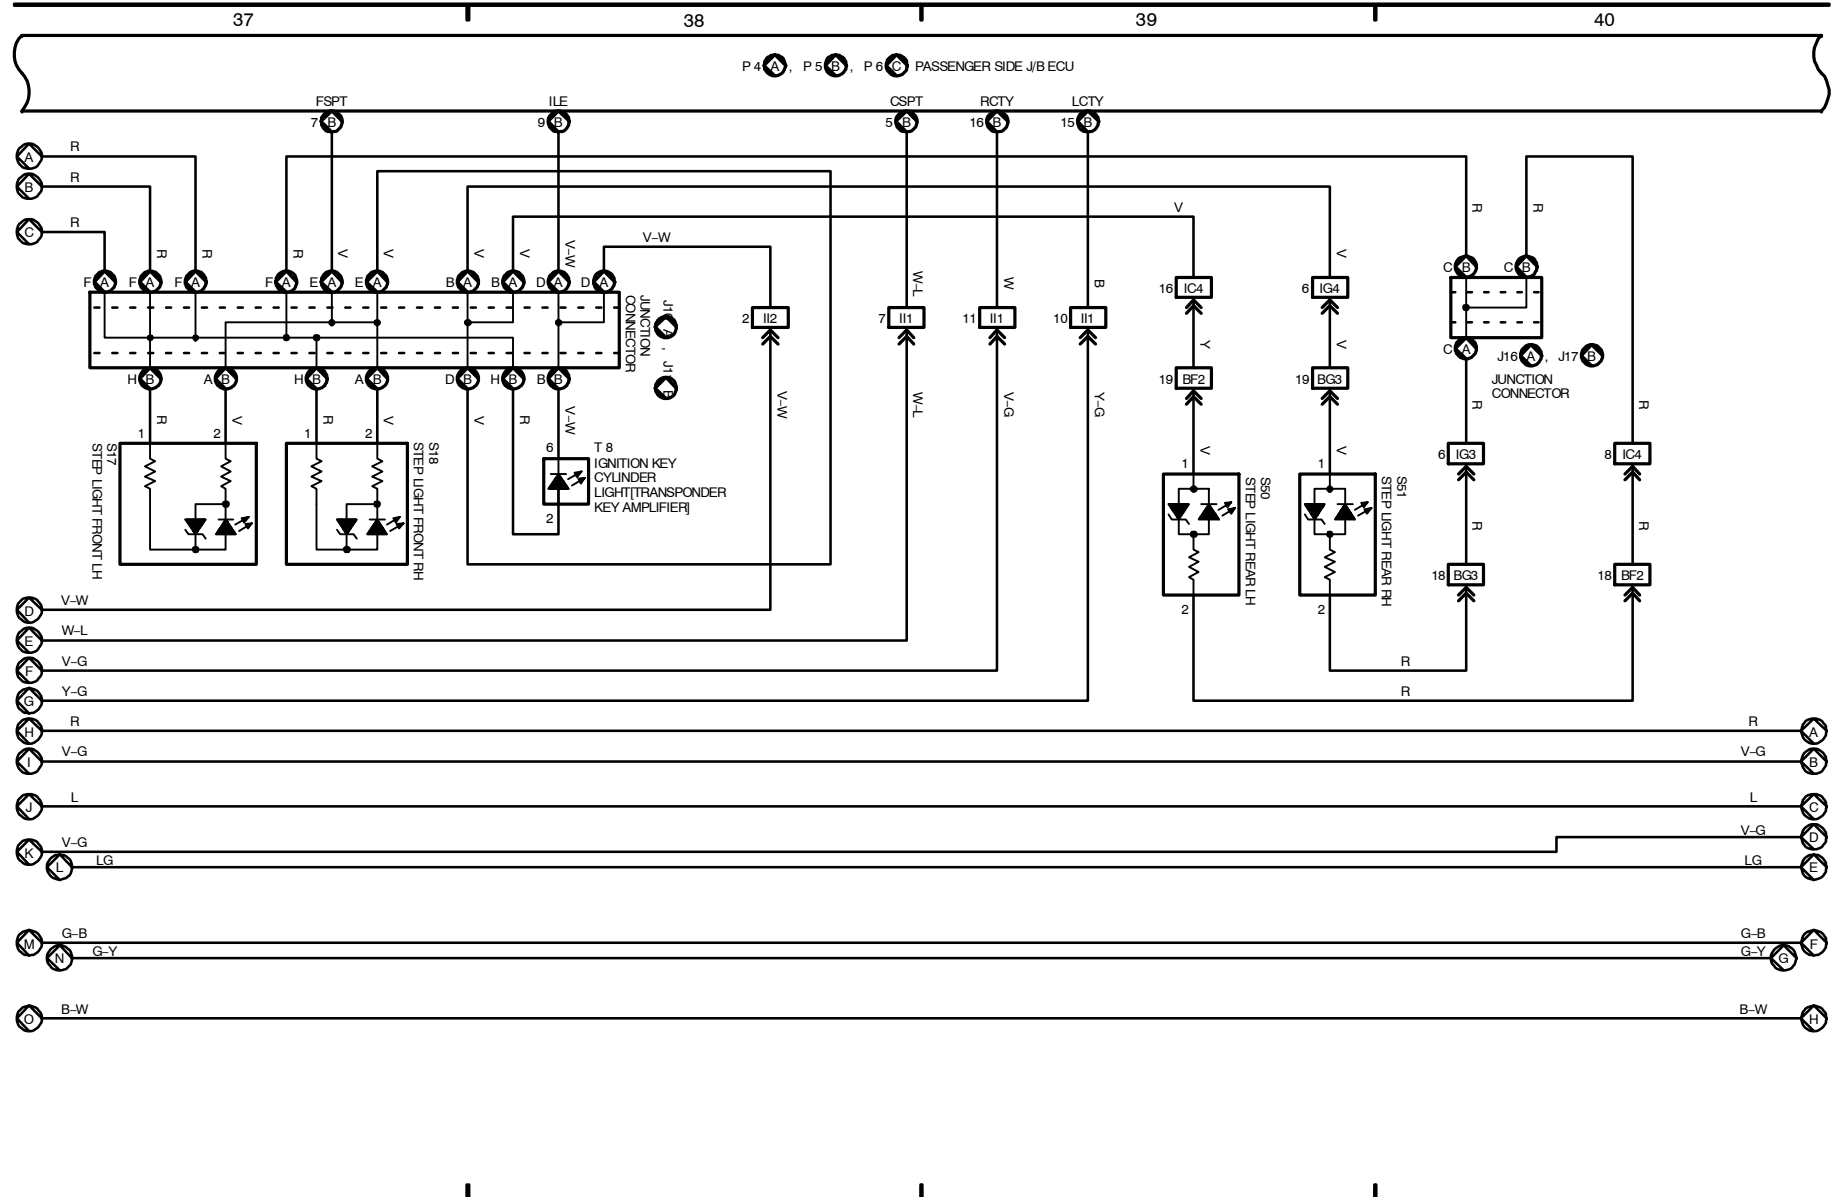 37 38 39 40
P 4 A , P 5 B , P 6 C PASSENGER SIDE J/B ECU
FSPT ILE CSPT RCTY LCTY
7 B 9 B 5 B 16 B 15 B
A R
B R
C R
V
R R
R R R V V V V V-W V-W V
F A F A F A F A E A E A B A B A D A D A
C B C B
W-L W B
16 IC4 6 IG4
2 II2 7 II1 11 II1 10 II1
JUNCTION
CONNECTOR
Y V
C A J16 A , J17 B
JUNCTION
CONNECTOR
H B A B H B A B D B H B B B
19 BF2 19 BG3
R V R V V R V-W V-W W-L V-G Y-G R R
1 2 1 2 6
T 8
IGNITION KEY
CYLINDER
LIGHT[TRANSPONDER
KEY AMPLIFIER]
2
V V
1 1
6 IG3 8 IC4
S17
STEP LIGHT FRONT LH
S18
STEP LIGHT FRONT RH
S50
STEP LIGHT REAR LH
S51
STEP LIGHT REAR RH
R R
18 BG3 18 BF2
2 2
D V-W
E W-L
F V-G R
G Y-G R
H R R A
I V-G V-G B
J L L C
K V-G V-G D
L LG LG E
M G-B G-B F
N G-Y G-Y G
O B-W B-W H